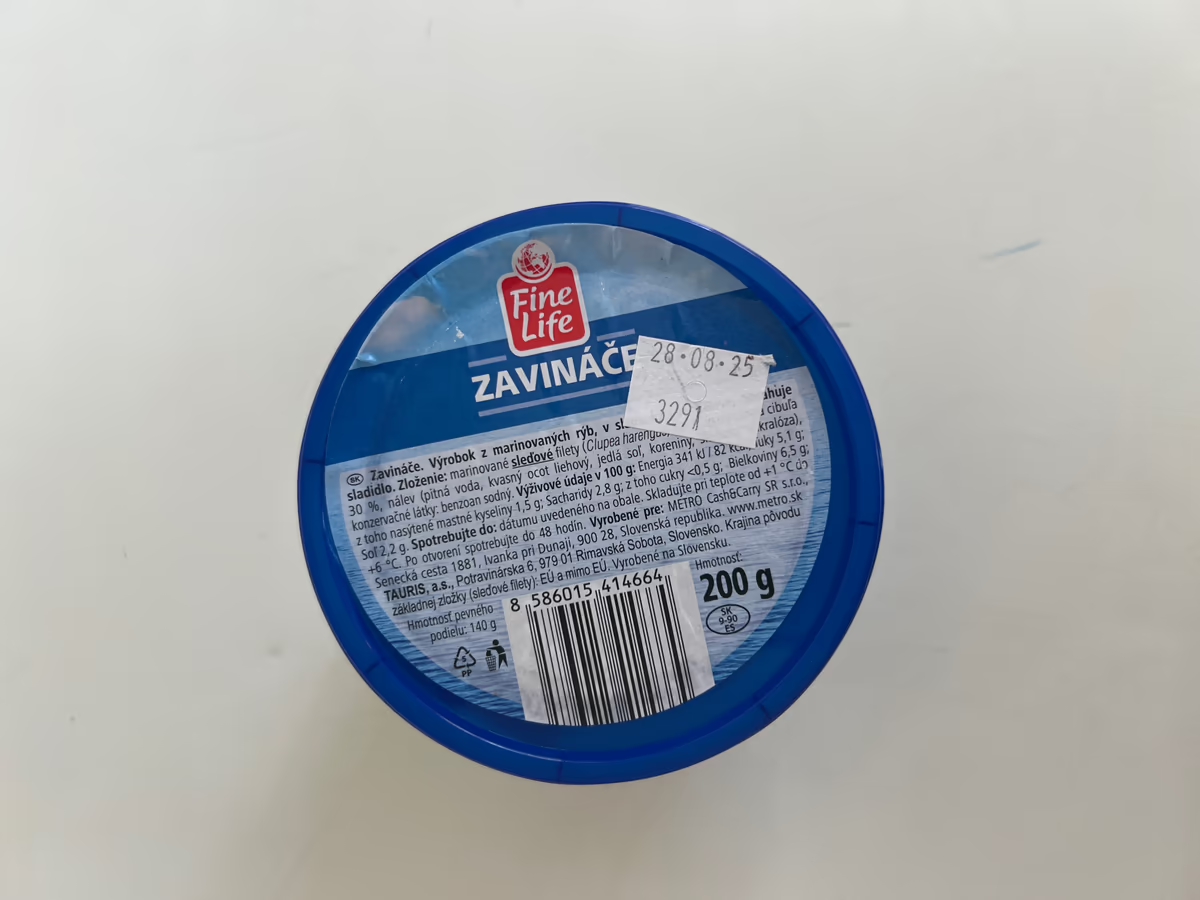 Fine
Life
ZAVINÁČE
28·08·25
3291
SK Zavináče. Výrobok z marinovaných rýb, v
sladidlo. Zloženie: marinované sleďové filety (Clupea harengus cibuľa
30 %, nálev (pitná voda, kvasný ocot liehový, jedlá soľ, koreniny,
konzervačné látky: benzoan sodný. Výživové údaje v 100 g: Energia 341 kJ / 82 tuky 5,1 g;
z toho nasýtené mastné kyseliny 1,5 g; Sacharidy 2,8 g; z toho cukry <0,5 g; Bielkoviny 6,5 g;
Soľ 2,2 g. Spotrebujte do: dátumu uvedeného na obale. Skladujte pri teplote od +1 °C do
+6 °C. Po otvorení spotrebujte do 48 hodín. Vyrobené pre: METRO Cash&Carry SR s.r.o.,
Senecká cesta 1881, Ivanka pri Dunaji, 900 28, Slovenská republika. www.metro.sk
TAURIS, a.s., Potravinárska 6, 979 01 Rimavská Sobota, Slovensko. Krajina pôvodu
základnej zložky (sleďové filety): EÚ a mimo EÚ. Vyrobené na Slovensku.
Hmotnosť pevného
podielu: 140 g
5
PP
8 586015 414664
Hmotnosť:
200 g
SK
9-90
ES